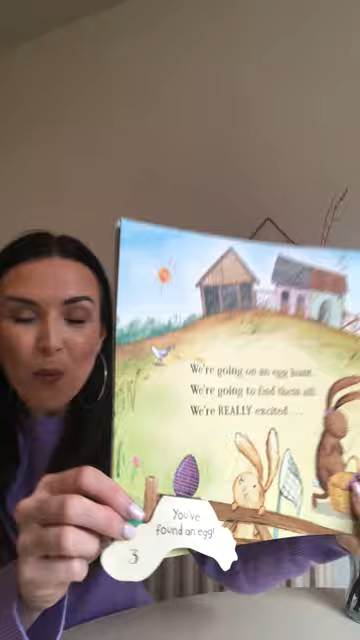 We're going on an egg hunt.
We're going to find them all.
We're REALLY excited . . .
You've
found an egg!
3